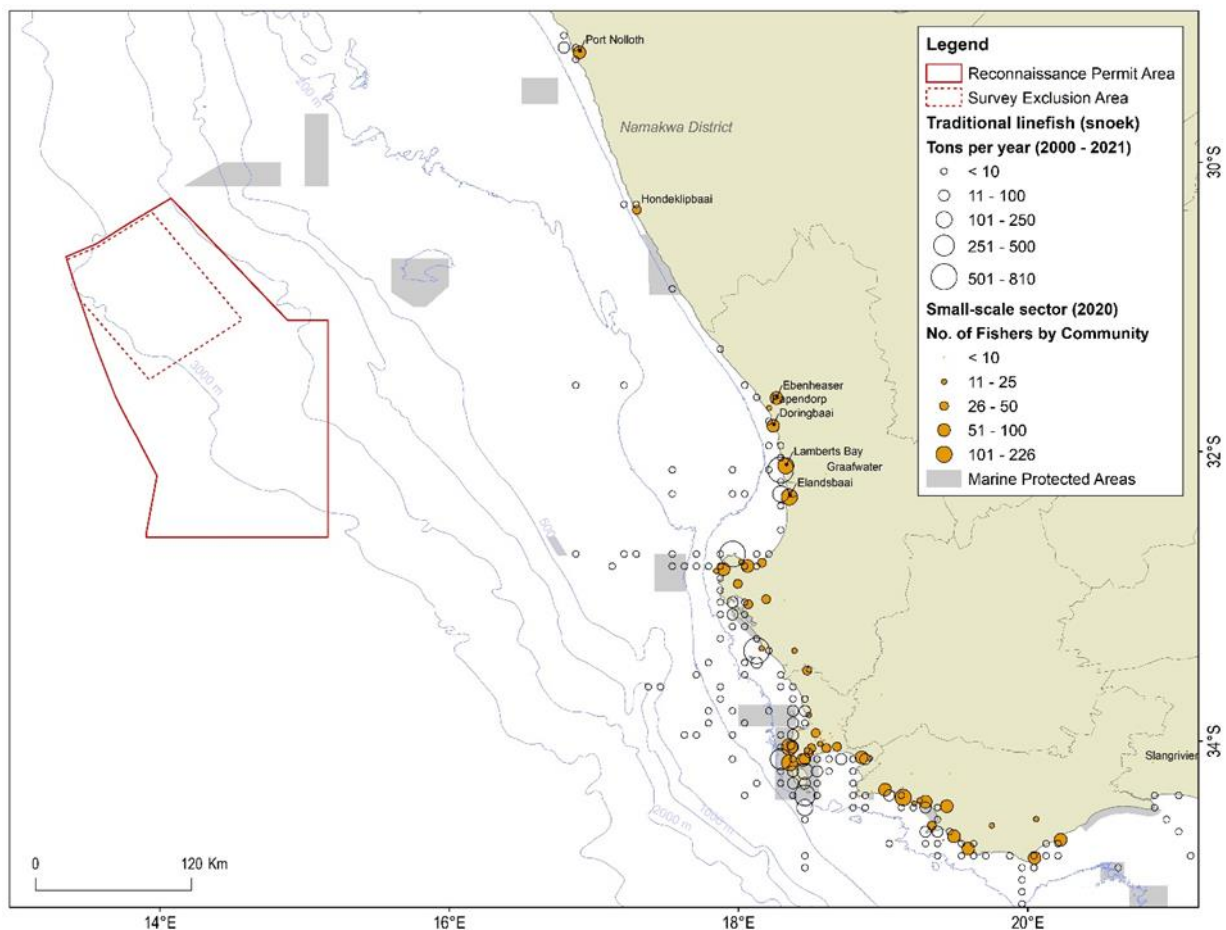 Port Nolloth
200 m
Namakwa District
Hondeklipbaai
3000 m
Ebenheaser
Papendorp
Doringbaai
Lamberts Bay
Graafwater
Elandsbaai
500
2000 m
1000 m
Slangrivier
0 120 Km
14°E 16°E 18°E 20°E
30°S
32°S
34°S
Legend
Reconnaissance Permit Area
Survey Exclusion Area
Traditional linefish (snoek)
Tons per year (2000 - 2021)
< 10
11 - 100
101 - 250
251 - 500
501 - 810
Small-scale sector (2020)
No. of Fishers by Community
< 10
11 - 25
26 - 50
51 - 100
101 - 226
Marine Protected Areas